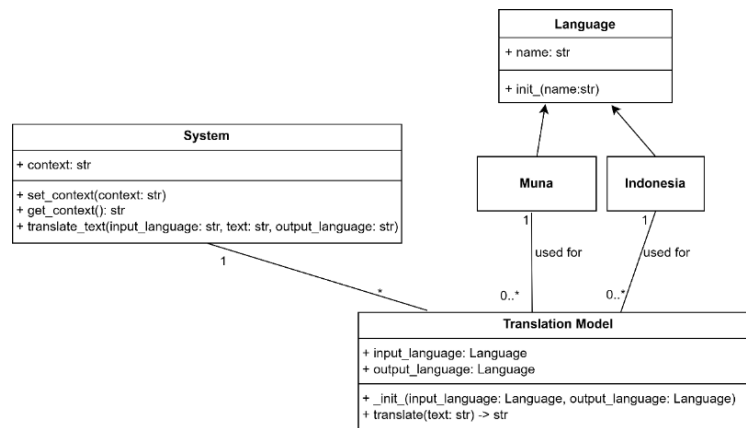 Language
+ name: str
+ init_(name:str)
System
+ context: str
+ set_context(context: str)
+ get_context(): str
+ translate_text(input_language: str, text: str, output_language: str)
Muna
Indonesia
1
1
used for
used for
1
*
0..*
0..*
Translation Model
+ input_language: Language
+ output_language: Language
+ _init_(input_language: Language, output_language: Language)
+ translate(text: str) -> str